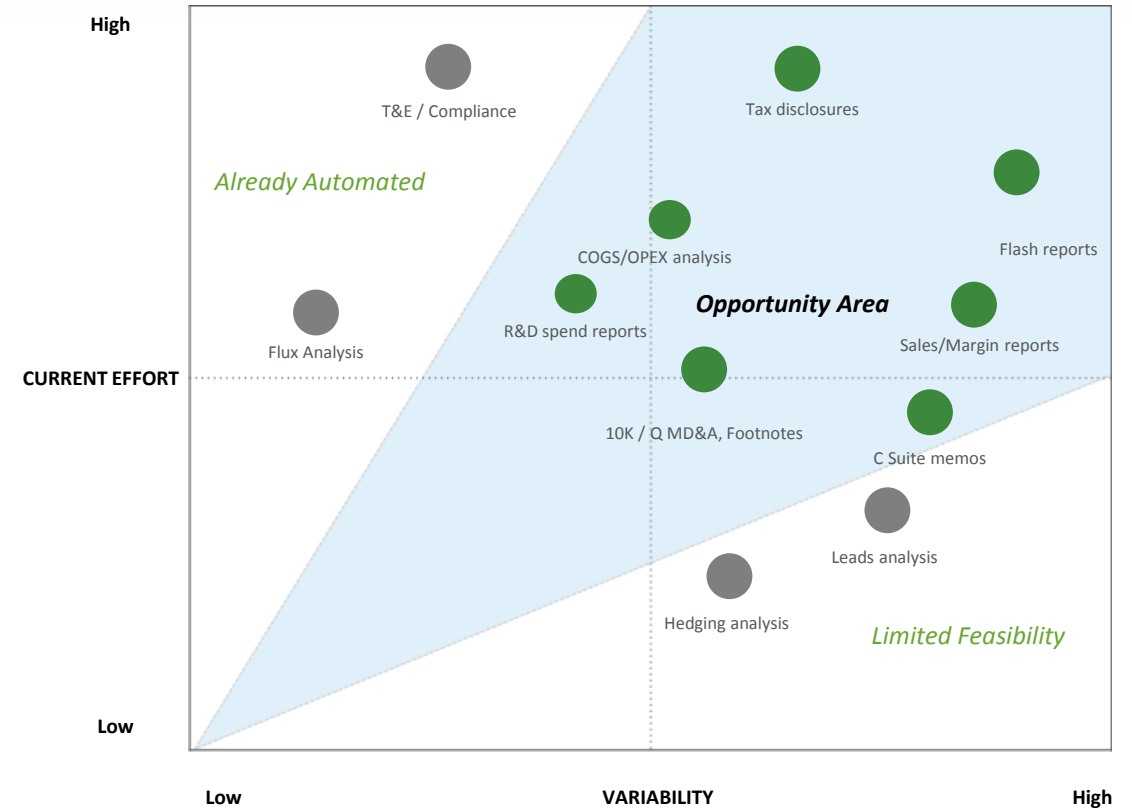 High
T&E / Compliance
Tax disclosures
Already Automated
Flash reports
COGS/OPEX analysis
Opportunity Area
R&D spend reports
Sales/Margin reports
Flux Analysis
CURRENT EFFORT
10K / Q MD&A, Footnotes
C Suite memos
Leads analysis
Hedging analysis
Limited Feasibility
Low
Low
VARIABILITY
High